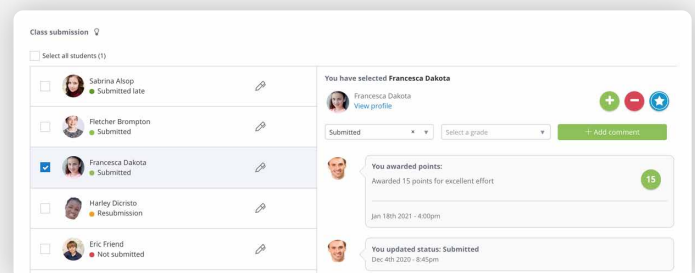 Class submission
Select all students (1)
Sabrina Alsop
Submitted late
Fletcher Brompton
Submitted
Francesca Dakota
Submitted
Harley Dicristo
Resubmission
Eric Friend
Not submitted
You have selected Francesca Dakota
Francesca Dakota
View profile
Submitted × Select a grade + Add comment
You awarded points:
Awarded 15 points for excellent effort
15
Jan 18th 2021 - 4:00pm
You updated status: Submitted
Dec 4th 2020 - 8:45pm